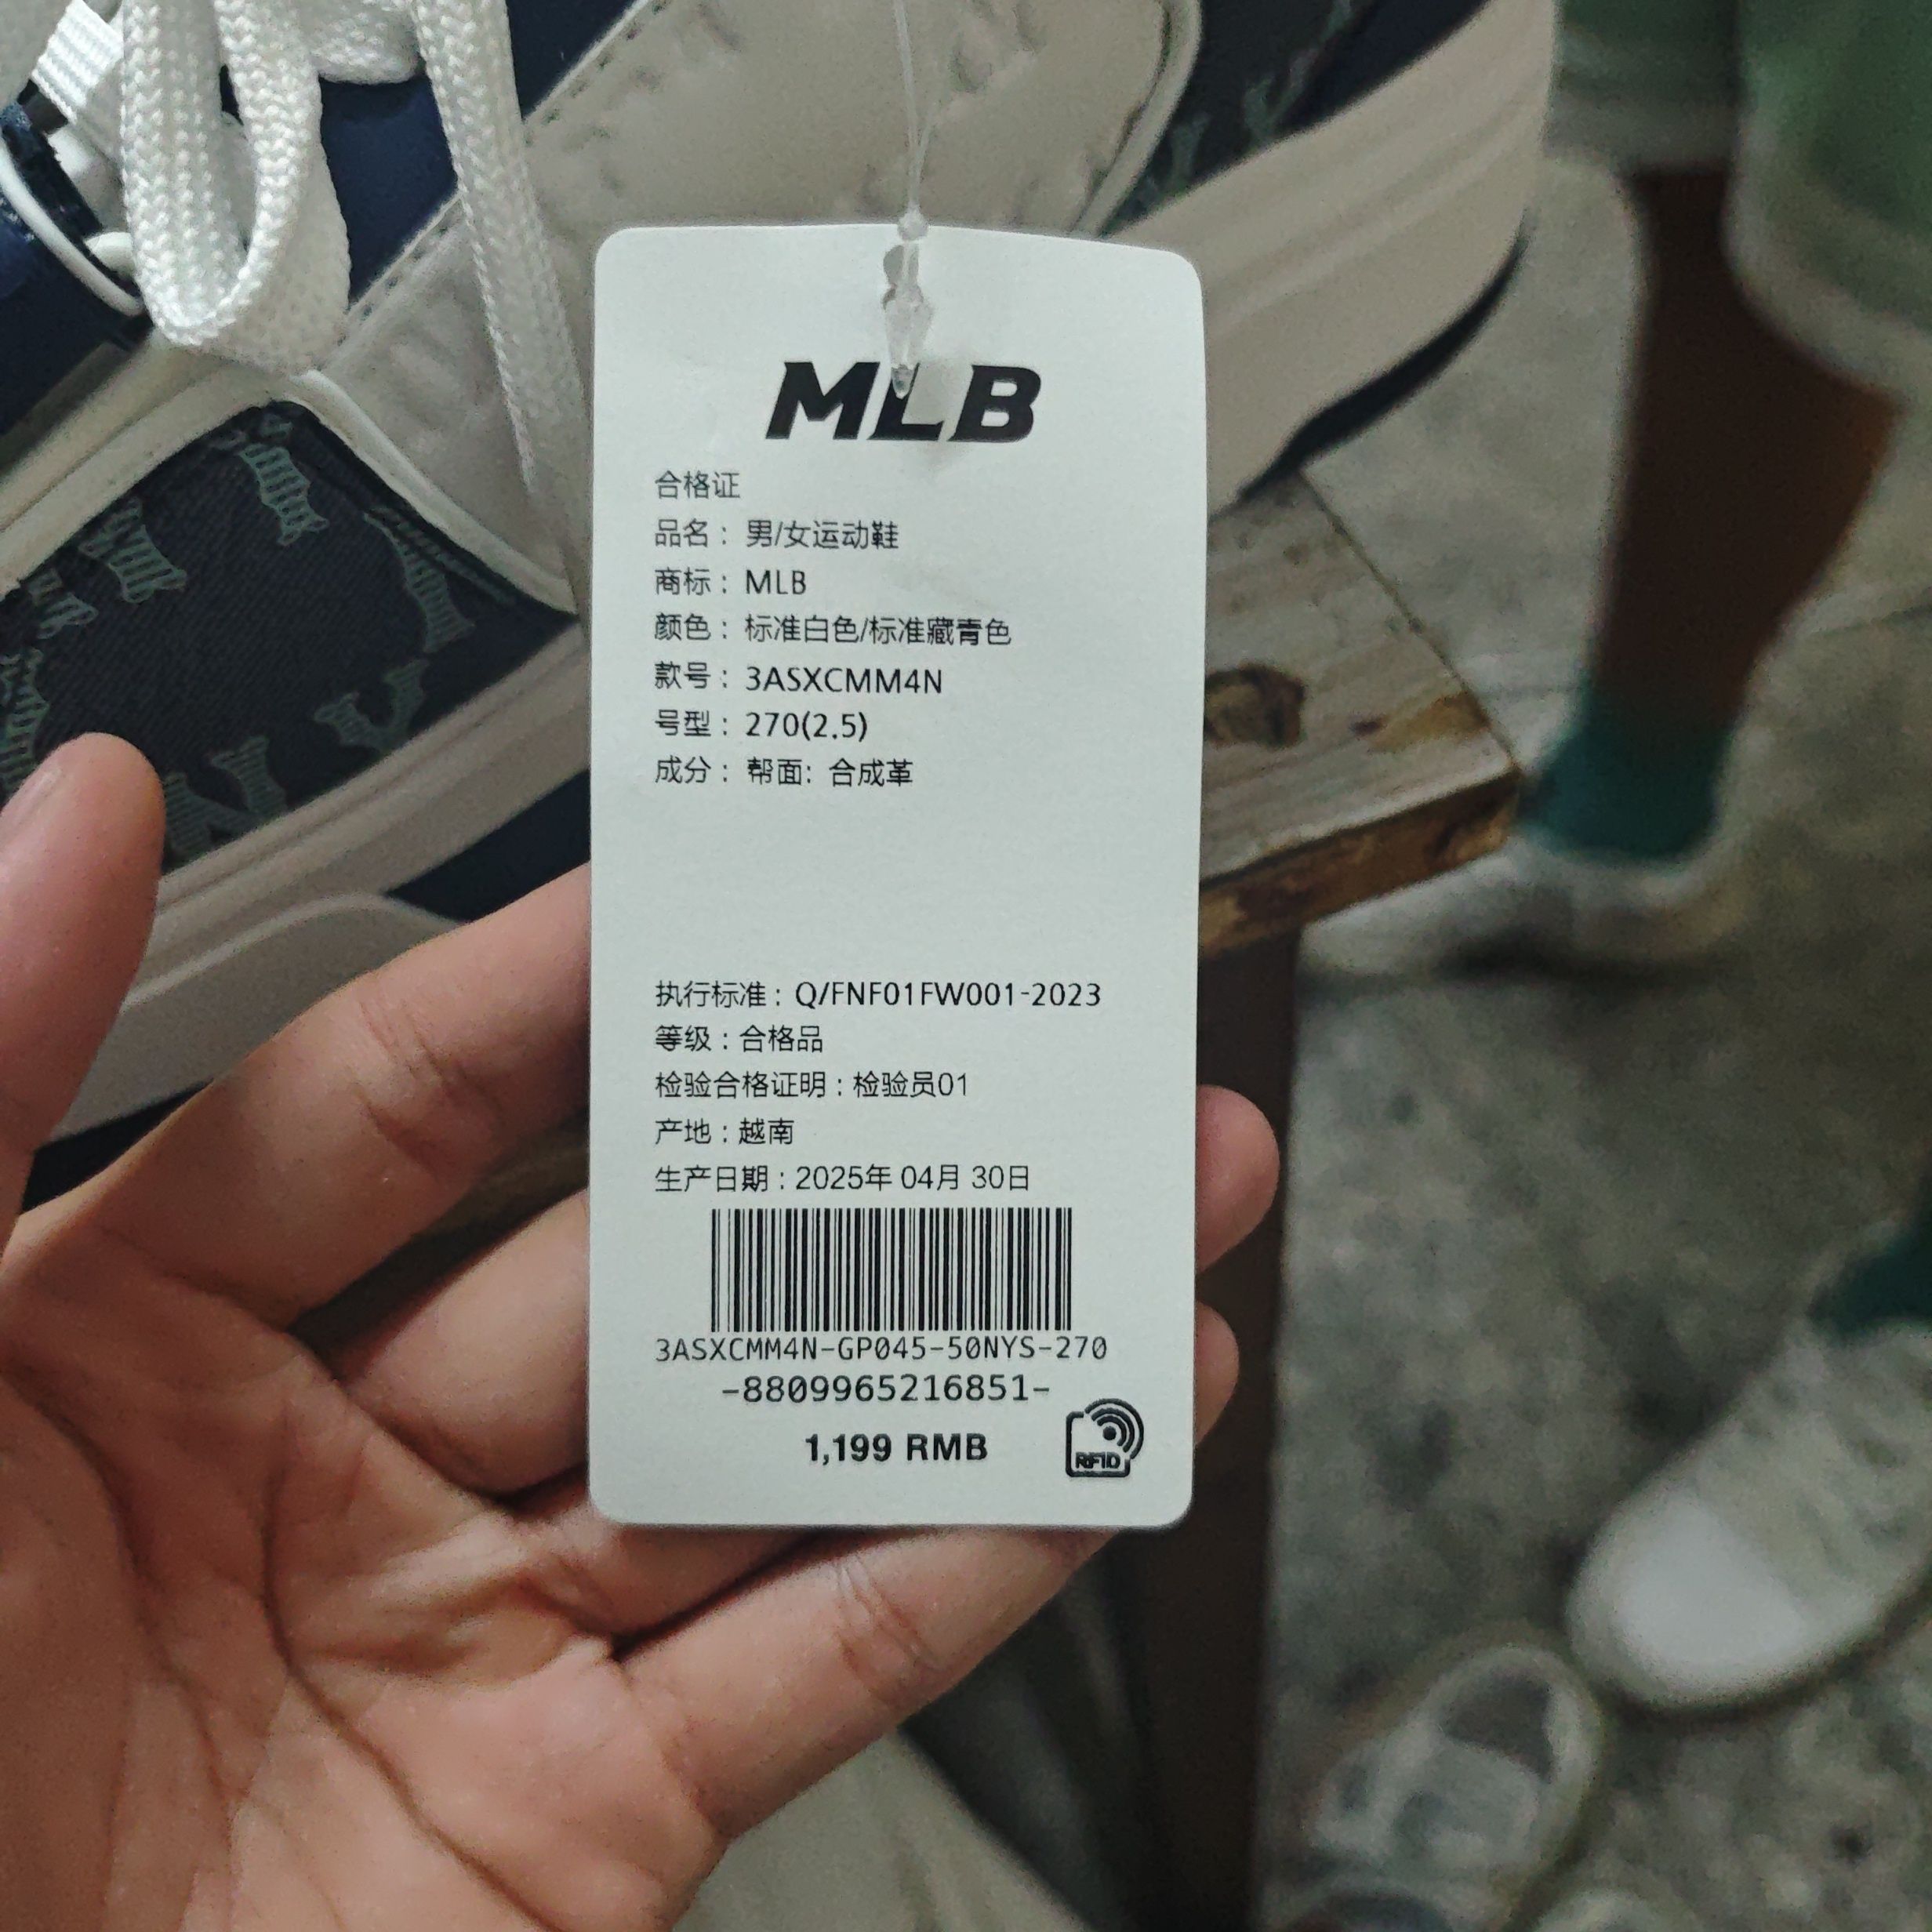 MLB
合格证
品名： 男/女运动鞋
商标： MLB
颜色： 标准白色/标准藏青色
款号： 3ASXCMM4N
号型： 270(2.5)
成分： 帮面: 合成革
执行标准：Q/FNF01FW001-2023
等级：合格品
检验合格证明：检验员01
产地：越南
生产日期：2025年 04月 30日
3ASXCMM4N-GP045-50NYS-270
-8809965216851-
1,199 RMB
RFID